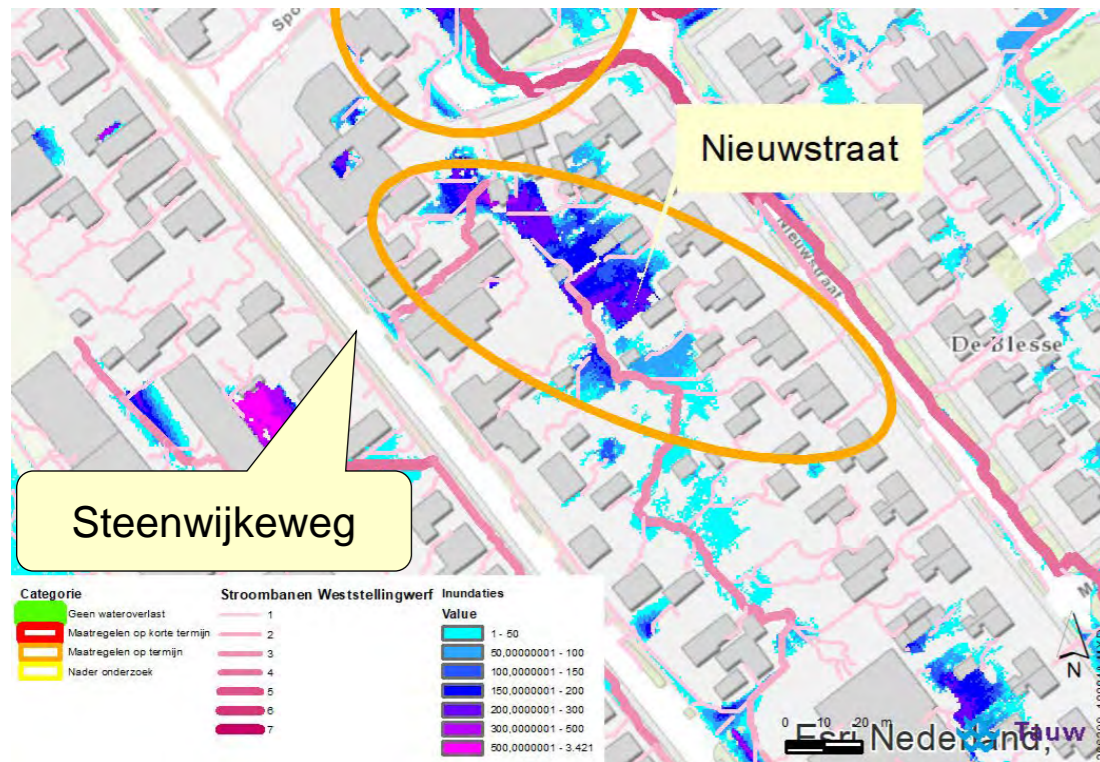 Spo
Nieuwstraat
Nieuwstraat
De Blesse
Steenwijkeweg
Categorie
Geen wateroverlast
Maatregelen op korte termijn
Maatregelen op termijn
Nader onderzoek
Stroombanen Weststellingwerf
1
2
3
4
5
6
7
Inundaties
Value
1 - 50
50,00000001 - 100
100,0000001 - 150
150,0000001 - 200
200,0000001 - 300
300,0000001 - 500
500,0000001 - 3.421
M
N
0 10 20 m
Esri Nederland,
Tauw